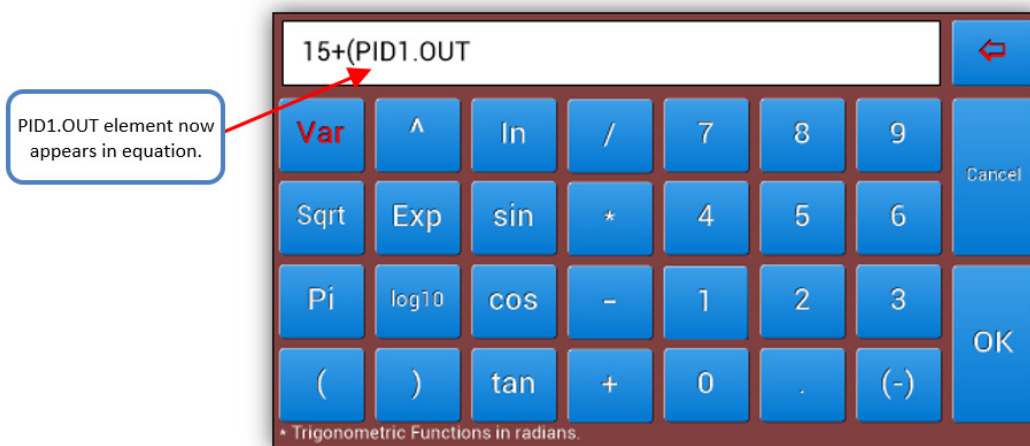 15+(PID1.OUT
PID1.OUT element now
appears in equation.
Var ^ ln / 7 8 9
Cancel
Sqrt Exp sin * 4 5 6
Pi log10 cos - 1 2 3
OK
( ) tan + 0 . (-)
* Trigonometric Functions in radians.